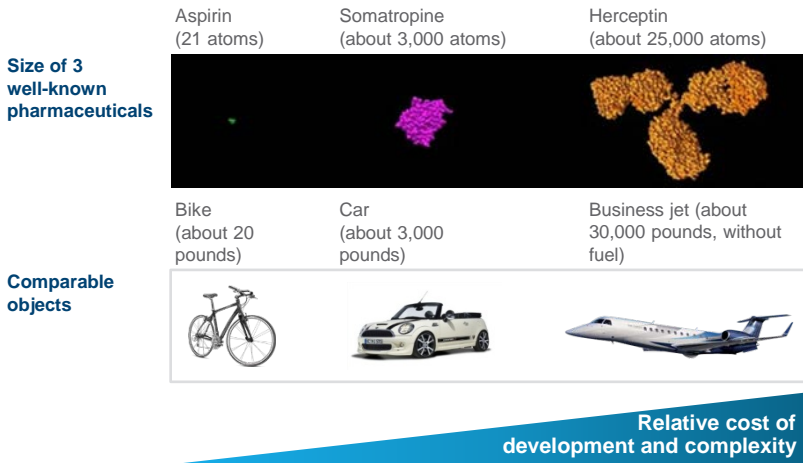 Aspirin
(21 atoms)
Somatropine
(about 3,000 atoms)
Herceptin
(about 25,000 atoms)
Size of 3
well-known
pharmaceuticals
Bike
(about 20
pounds)
Car
(about 3,000
pounds)
Business jet (about
30,000 pounds, without
fuel)
Comparable
objects
Relative cost of
development and complexity